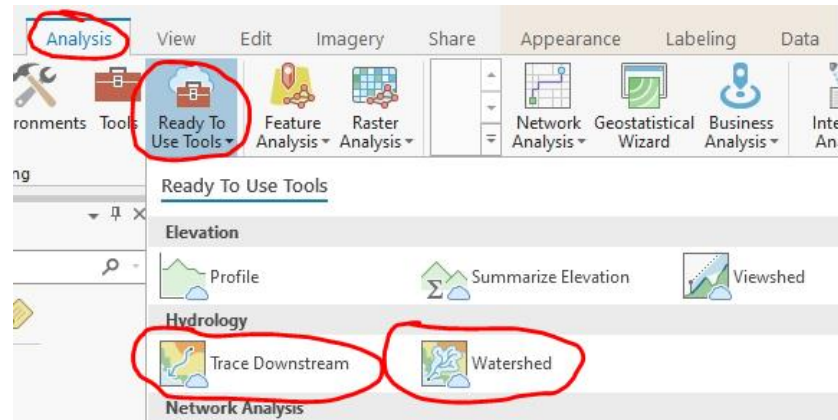 Analysis View Edit Imagery Share Appearance Labeling Data
ronments Tools Ready To Use Tools Feature Analysis Raster Analysis Network Analysis Geostatistical Wizard Business Analysis Inte An
ng
Ready To Use Tools
Elevation
Profile Summarize Elevation Viewshed
Hydrology
Trace Downstream Watershed
Network Analysis